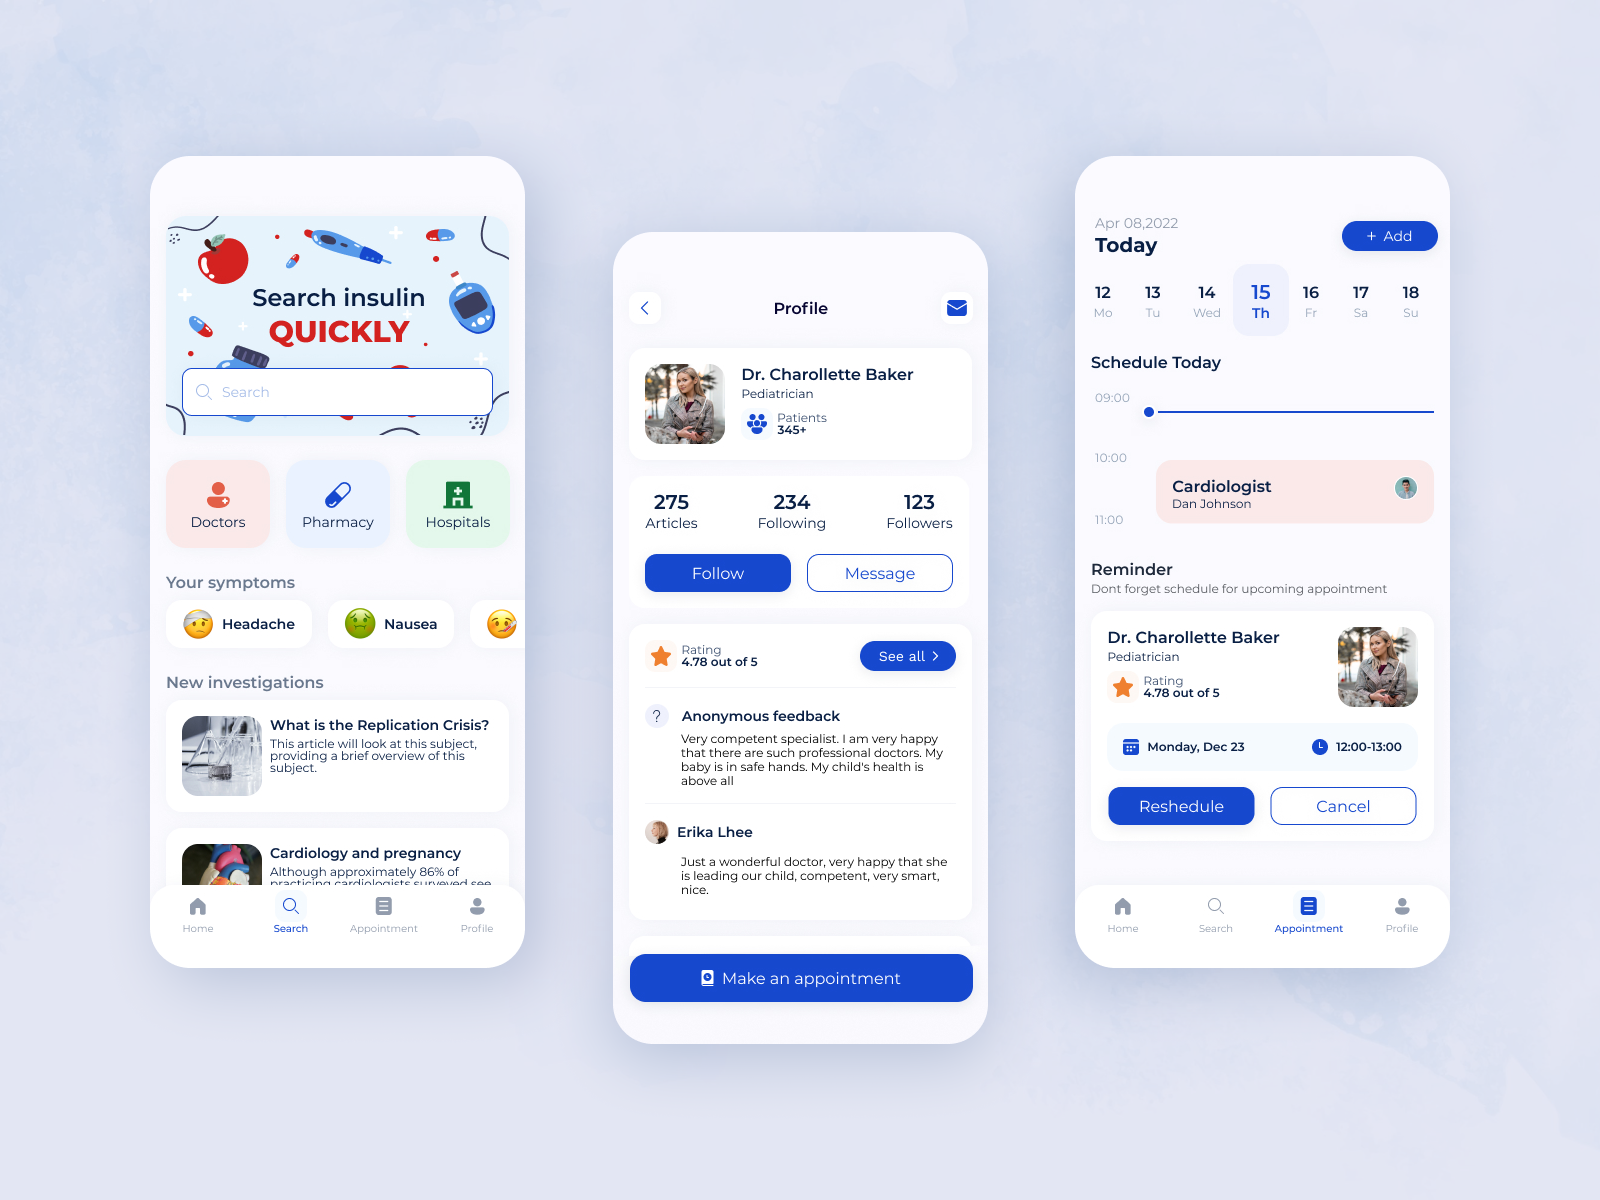 Search insulin
QUICKLY
Search
Doctors
Pharmacy
Hospitals
Your symptoms
Headache
Nausea
New investigations
What is the Replication Crisis?
This article will look at this subject,
providing a brief overview of this
subject.
Cardiology and pregnancy
Although approximately 86% of
practicing cardiologists surveyed see
Home
Search
Appointment
Profile
Profile
Dr. Charollette Baker
Pediatrician
Patients
345+
275
Articles
234
Following
123
Followers
Follow
Message
Rating
4.78 out of 5
See all
?
Anonymous feedback
Very competent specialist. I am very happy
that there are such professional doctors. My
baby is in safe hands. My child's health is
above all
Erika Lhee
Just a wonderful doctor, very happy that she
is leading our child, competent, very smart,
nice.
Make an appointment
Apr 08,2022
Today
+ Add
12
Mo
13
Tu
14
Wed
15
Th
16
Fr
17
Sa
18
Su
Schedule Today
09:00
10:00
Cardiologist
Dan Johnson
11:00
Reminder
Dont forget schedule for upcoming appointment
Dr. Charollette Baker
Pediatrician
Rating
4.78 out of 5
Monday, Dec 23
12:00-13:00
Reshedule
Cancel
Home
Search
Appointment
Profile